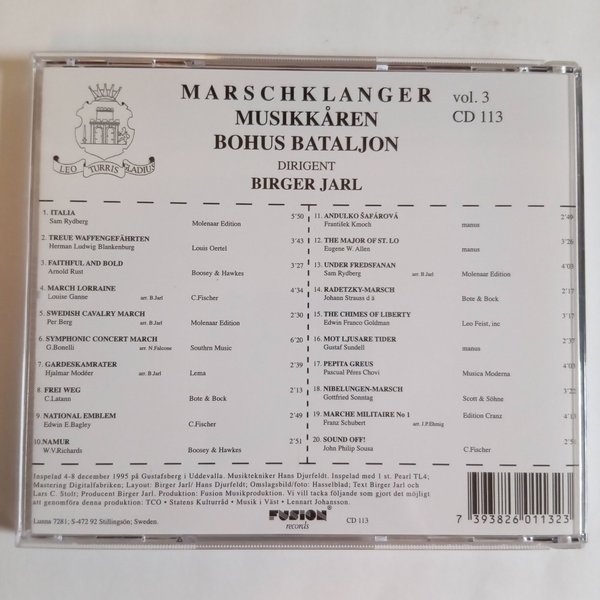 MARSCHKLANGER vol. 3
MUSIKKÅREN CD 113
BOHUS BATALJON
DIRIGENT
BIRGER JARL
LEO TURRIS GLADIUS
1. ITALIA 5'50
Sam Rydberg Molenaar Edition
2. TREUE WAFFENGEFÄHRTEN 3'43
Herman Ludwig Blankenburg Louis Oertel
3. FAITHFUL AND BOLD 3'27
Arnold Rust Boosey & Hawkes
4. MARCH LORRAINE 4'34
Louise Ganse arr. B.Jarl C.Fischer
5. SWEDISH CAVALRY MARCH 2'30
Per Berg arr. B.Jarl Molenaar Edition
6. SYMPHONIC CONCERT MARCH 6'20
G.Bonelli arr. N.Falcone Southrn Music
7. GARDESKAMRATER 2'39
Hjalmar Modéer arr. B.Jarl Lema
8. FREI WEG 2'13
C.Latann Bote & Bock
9. NATIONAL EMBLEM 2'49
Edwin E.Bagley C.Fischer
10.NAMUR 2'51
W.V.Richards Boosey & Hawkes
11. ANDULKO ŠAFÁROVÁ 2'49
František Kmoch manus
12. THE MAJOR OF ST. LO 3'26
Eugene W. Allen manus
13. UNDER FREDSFANAN 4'03
Sam Rydberg arr. B.Jarl Molenaar Edition
14. RADETZKY-MARSCH 2'17
Johann Strauss d ä Bote & Bock
15. THE CHIMES OF LIBERTY 3'17
Edwin Franco Goldman Leo Feist, inc
16. MOT LJUSARE TIDER 2'37
Gustaf Sundell manus
17. PEPITA GREUS
Pascual Pères Chovi Musica Moderna
18. NIBELUNGEN-MARSCH 3'22
Gottfried Sonntag Scott & Söhne
19. MARCHE MILITAIRE No 1 Edition Cranz 4'13
Franz Schubert arr. J.P.Ehmig
20. SOUND OFF! 2'51
John Philip Sousa C.Fischer
Inspelad 4-8 december 1995 på Gustafsberg i Uddevalla. Musiktekniker Hans Djurfeldt. Inspelad med 1 st. Pearl TL4;
Mastering Digitalfabriken; Layout: Birger Jarl/ Hans Djurfeldt; Omslagsbild/foto: Hasselblad; Text Birger Jarl och
Lars C. Stolt; Producent Birger Jarl. Produktion: Fusion Musikproduktion. Vi vill tacka följande som gjort det möjligt
att genomföra denna produktion: TCO • Statens Kulturråd • Musik i Väst • Lennart Johansson.
Lunna 7281; S-472 92 Stillingsön; Sweden. FUSION records CD 113
7 393826 011323